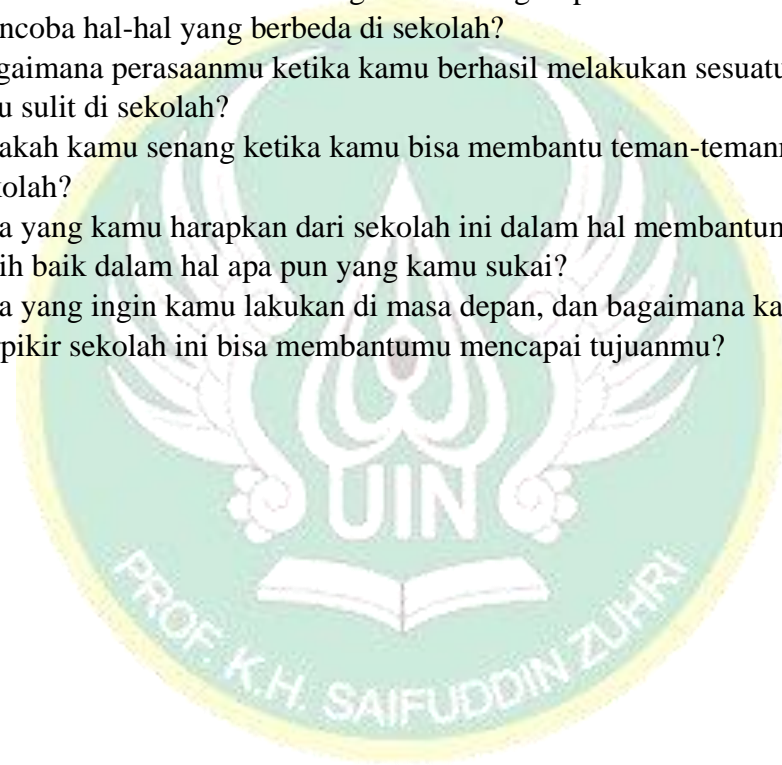 ncoba hal-hal yang berbeda di sekolah?
gaimana perasaanmu ketika kamu berhasil melakukan sesuatu
u sulit di sekolah?
akah kamu senang ketika kamu bisa membantu teman-teman
kolah?
a yang kamu harapkan dari sekolah ini dalam hal membantu
ih baik dalam hal apa pun yang kamu sukai?
a yang ingin kamu lakukan di masa depan, dan bagaimana ka
rpikir sekolah ini bisa membantumu mencapai tujuanmu?
UIN
PROF. K.H. SAIFUDDIN ZUHRI